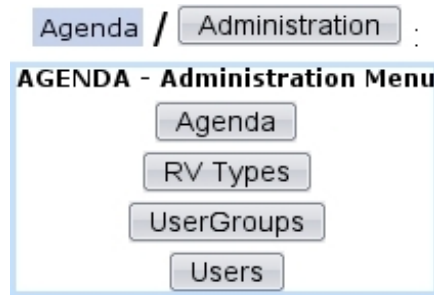 Agenda / Administration :
AGENDA - Administration Menu
Agenda
RV Types
UserGroups
Users